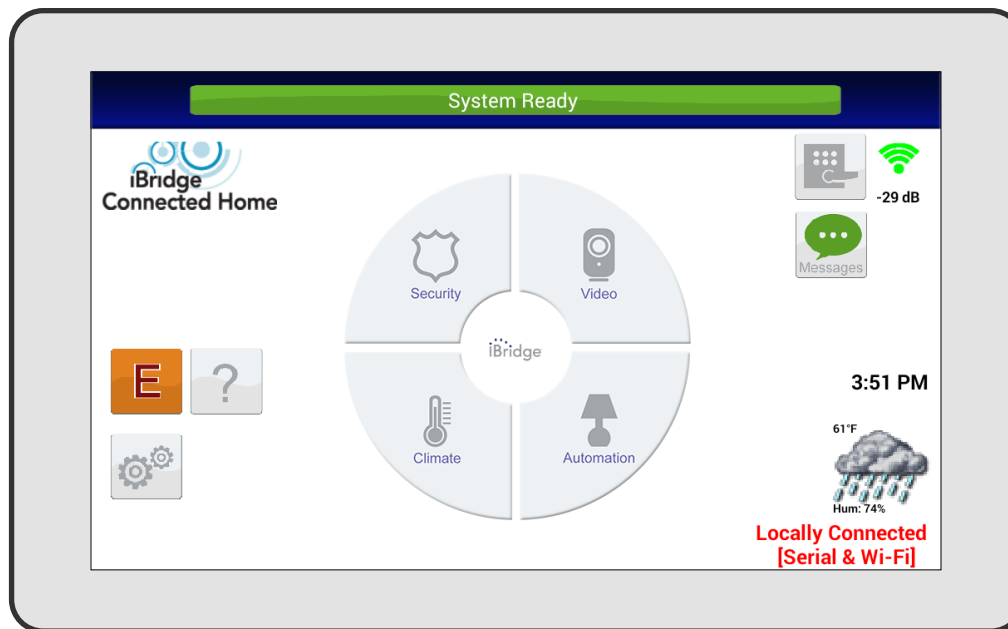 System Ready
iBridge
Connected Home
-29 dB
Messages
Security
Video
iBridge
E
?
3:51 PM
Climate
Automation
61°F
Hum: 74%
Locally Connected
[Serial & Wi-Fi]